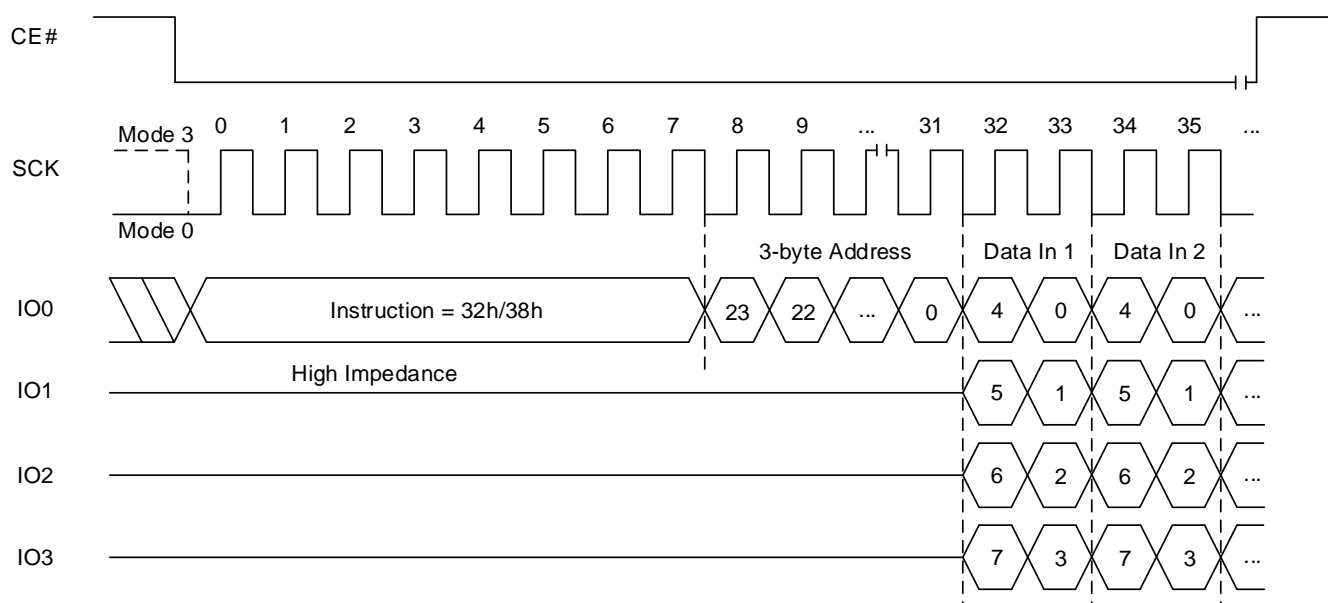 CE#
Mode 3 0 1 2 3 4 5 6 7 8 9 ... 31 32 33 34 35 ...
SCK
Mode 0
3-byte Address Data In 1 Data In 2
IO0 Instruction = 32h/38h 23 22 ... 0 4 0 4 0 ...
High Impedance
IO1 5 1 5 1 ...
IO2 6 2 6 2 ...
IO3 7 3 7 3 ...